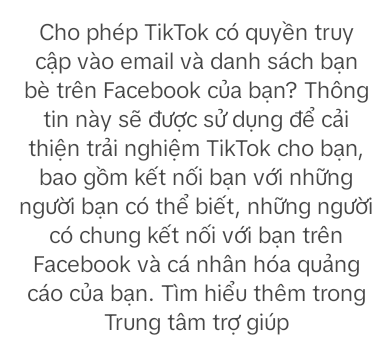 Cho phép TikTok có quyền truy
cập vào email và danh sách bạn
bè trên Facebook của bạn? Thông
tin này sẽ được sử dụng để cải
thiện trải nghiệm TikTok cho bạn,
bao gồm kết nối bạn với những
người bạn có thể biết, những người
có chung kết nối với bạn trên
Facebook và cá nhân hóa quảng
cáo của bạn. Tìm hiểu thêm trong
Trung tâm trợ giúp